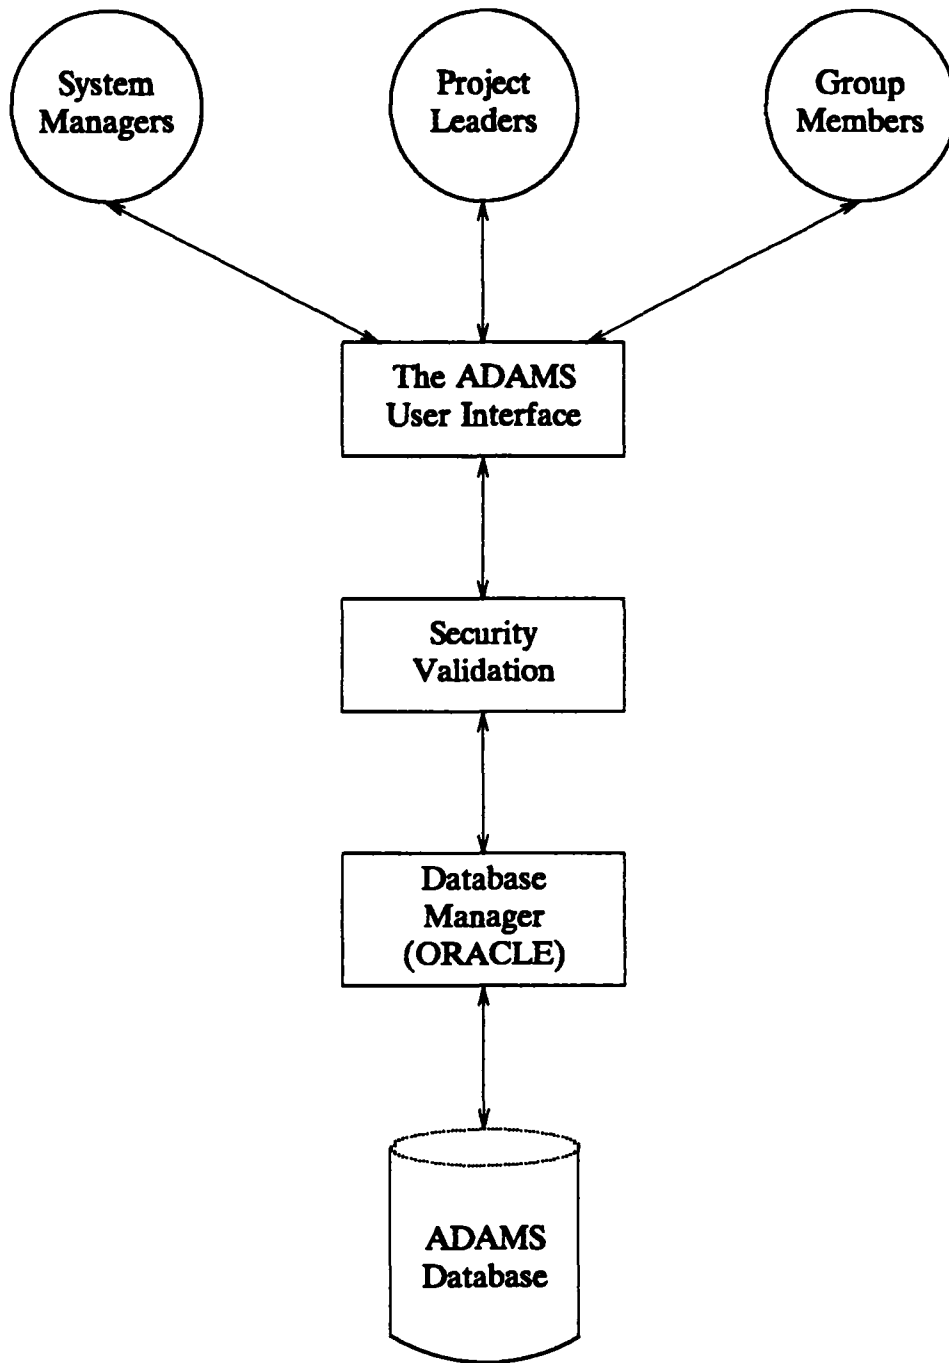 System
Managers
Project
Leaders
Group
Members
The ADAMS
User Interface
Security
Validation
Database
Manager
(ORACLE)
ADAMS
Database